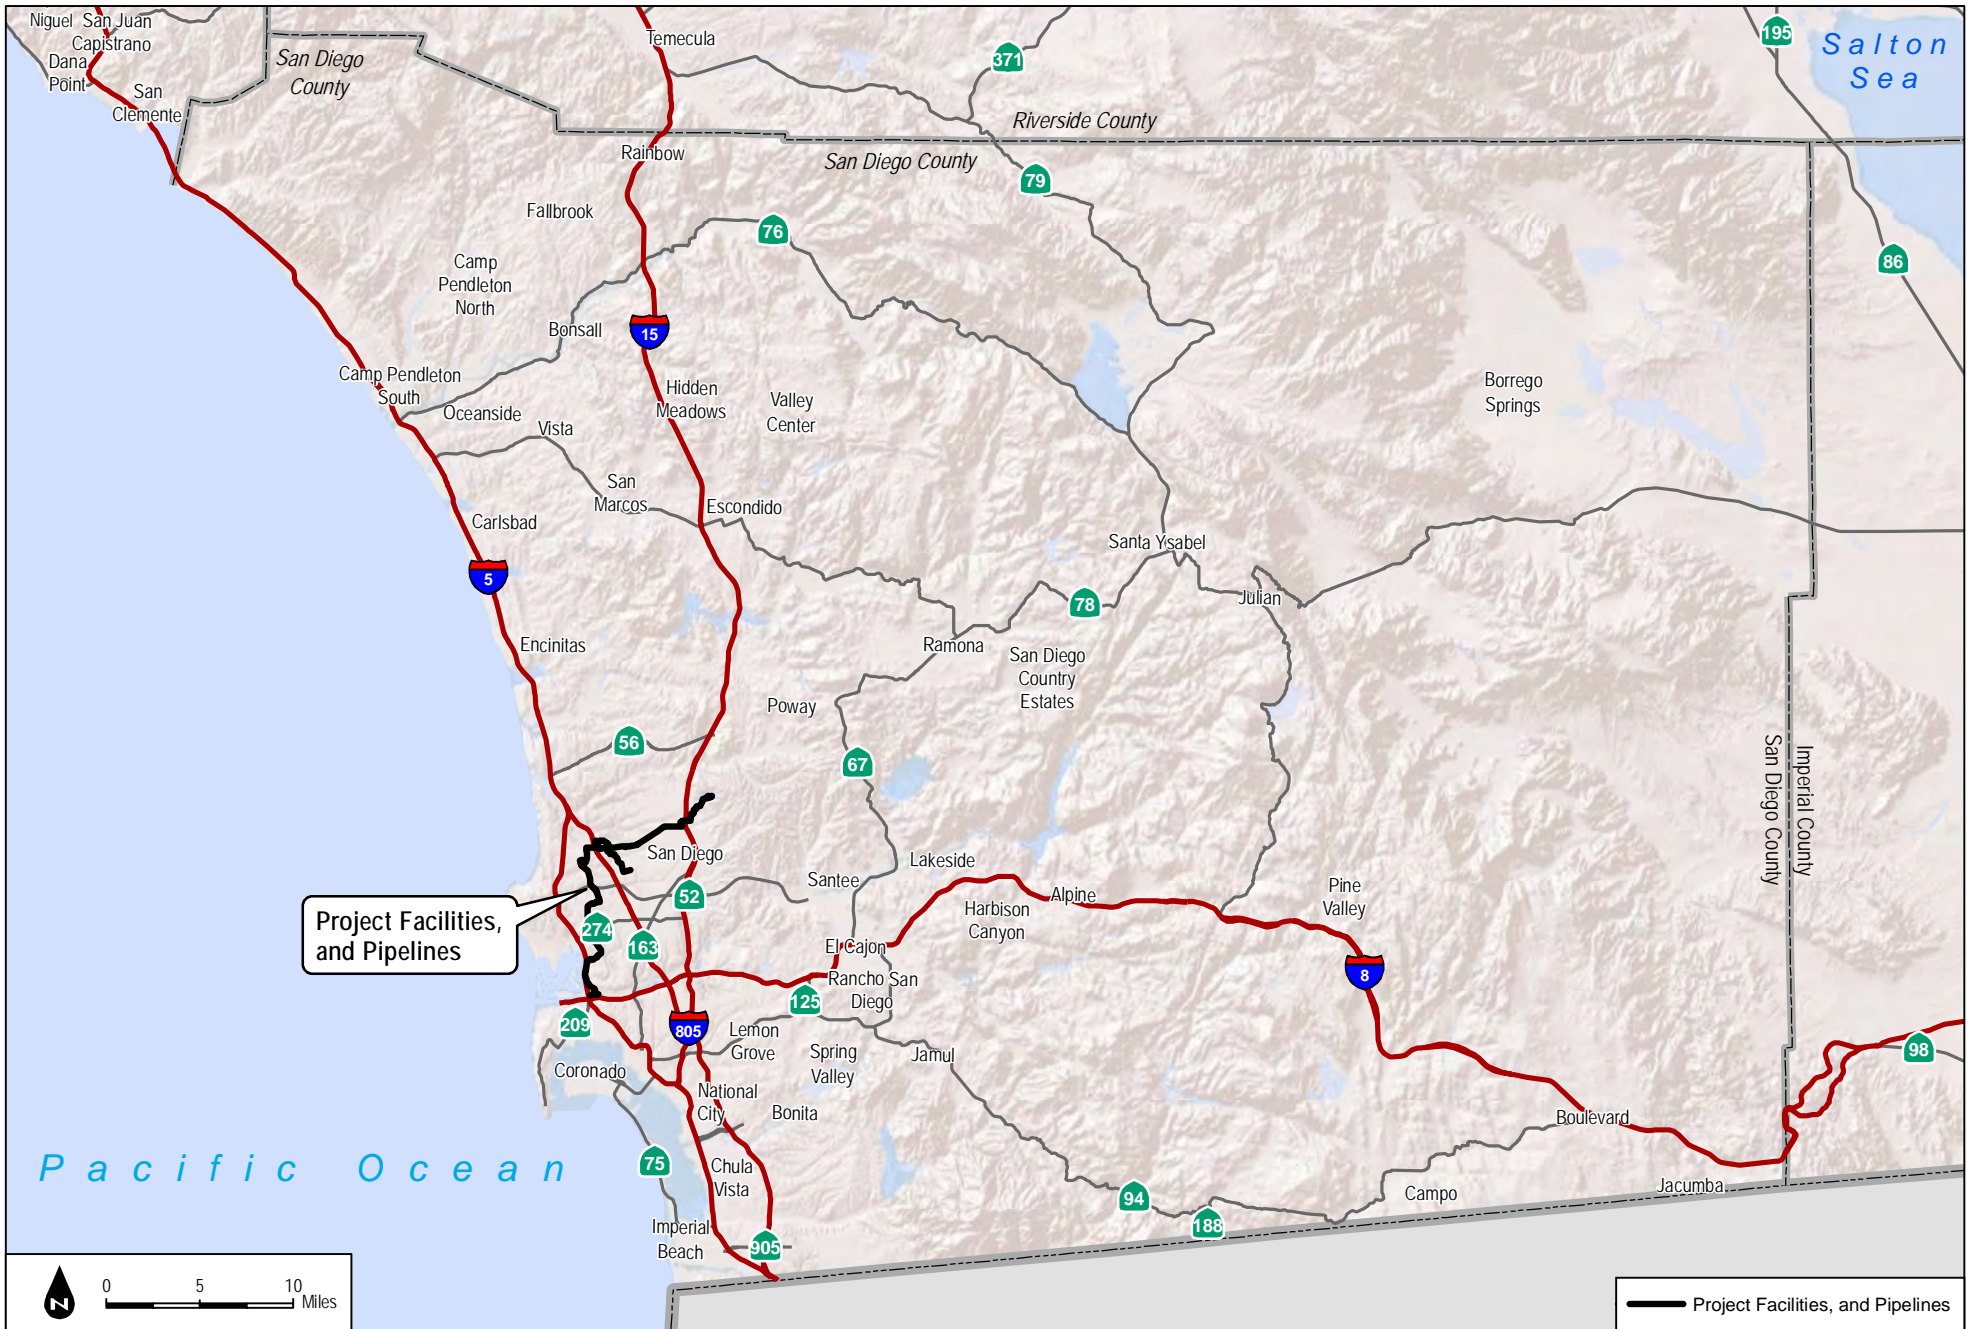 Niguel
San Juan
Capistrano
Dana
Point
San
Clemente
San Diego
County
Temecula
371
195
Salton
Sea
Riverside County
San Diego County
Rainbow
79
Fallbrook
76
86
Camp
Pendleton
North
Bonsall
15
Camp Pendleton
South
Oceanside
Vista
Hidden
Meadows
Valley
Center
Borrego
Springs
San
Marcos
Escondido
Carlsbad
5
Santa Ysabel
78
Julian
Encinitas
Ramona
San Diego
Country
Estates
Poway
56
67
San Diego County
Imperial County
San Diego
Lakeside
Santee
52
Alpine
Pine
Valley
Harbison
Canyon
Project Facilities,
and Pipelines
274
163
El Cajon
8
Rancho San
Diego
125
209
805
Lemon
Grove
Spring
Valley
Jamul
98
Coronado
National
City
Bonita
Boulevard
Pacific Ocean
75
Chula
Vista
94
188
Campo
Jacumba
Imperial
Beach
905
N
0 5 10
Miles
Project Facilities, and Pipelines